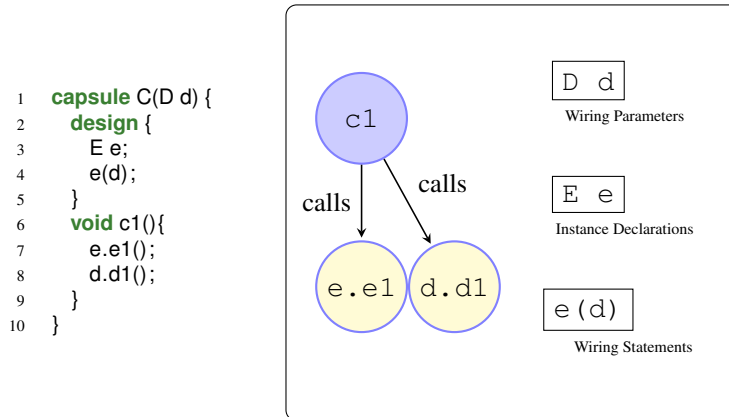 1 capsule C(D d) {
2 design {
3 E e;
4 e(d);
5 }
6 void c1(){
7 e.e1();
8 d.d1();
9 }
10 }
c1
calls
calls
e.e1
d.d1
D d
Wiring Parameters
E e
Instance Declarations
e(d)
Wiring Statements